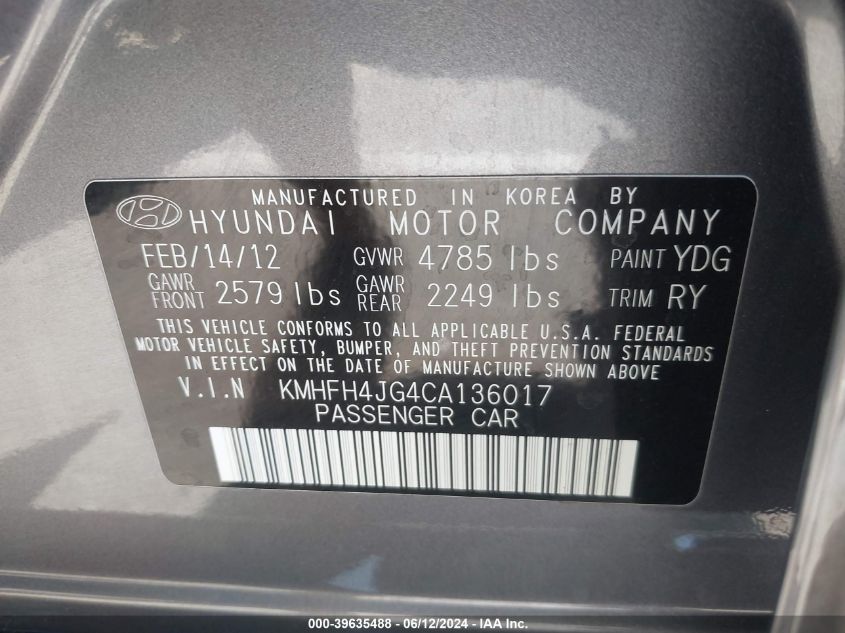 MANUFACTURED IN KOREA BY
HYUNDAI MOTOR COMPANY
FEB/14/12 GVWR 4785 lbs PAINT YDG
GAWR FRONT 2579 lbs GAWR REAR 2249 lbs TRIM RY
THIS VEHICLE CONFORMS TO ALL APPLICABLE U.S.A. FEDERAL
MOTOR VEHICLE SAFETY, BUMPER, AND THEFT PREVENTION STANDARDS
IN EFFECT ON THE DATE OF MANUFACTURE SHOWN ABOVE
V.I.N KMHFH4JG4CA136017
PASSENGER CAR
000-39635488 - 06/12/2024 - IAA Inc.